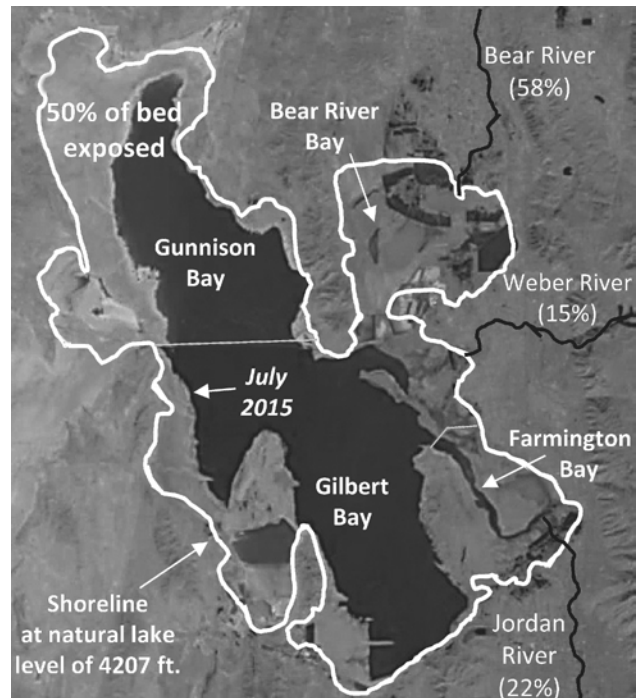 Bear River
(58%)
50% of bed
exposed
Bear River
Bay
Gunnison
Bay
Weber River
(15%)
July
2015
Farmington
Bay
Gilbert
Bay
Shoreline
at natural lake
level of 4207 ft.
Jordan
River
(22%)